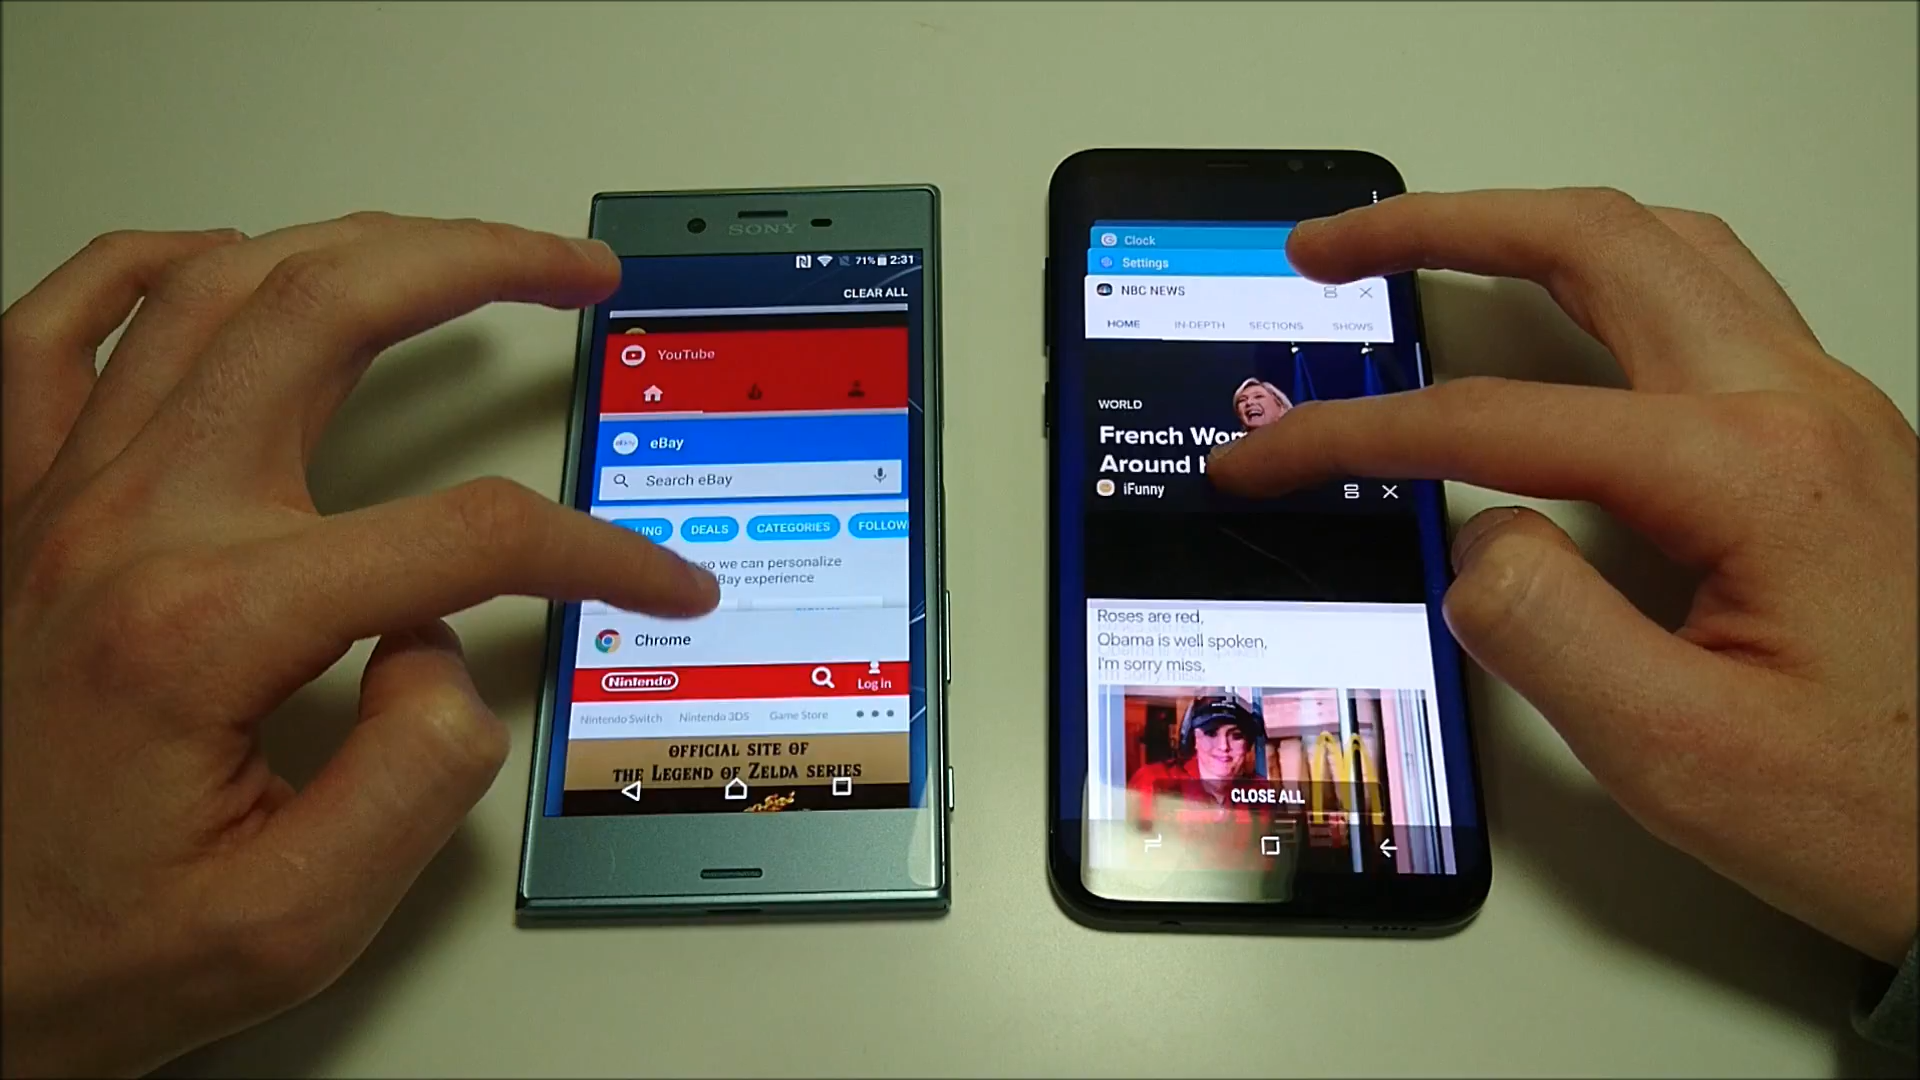 SONY
71% 2:31
CLEAR ALL
YouTube
eBay
Search eBay
DEALS
CATEGORIES
FOLLOW
so we can personalize
Bay experience
Chrome
Nintendo
Log in
Nintendo Switch
Nintendo 3DS
Game Store
OFFICIAL SITE OF
THE LEGEND OF ZELDA SERIES
Clock
Settings
NBC NEWS
HOME
IN-DEPTH
SECTIONS
SHOWS
WORLD
French
Around
iFunny
Roses are red,
Obama is well spoken,
I'm sorry miss,
CLOSE ALL